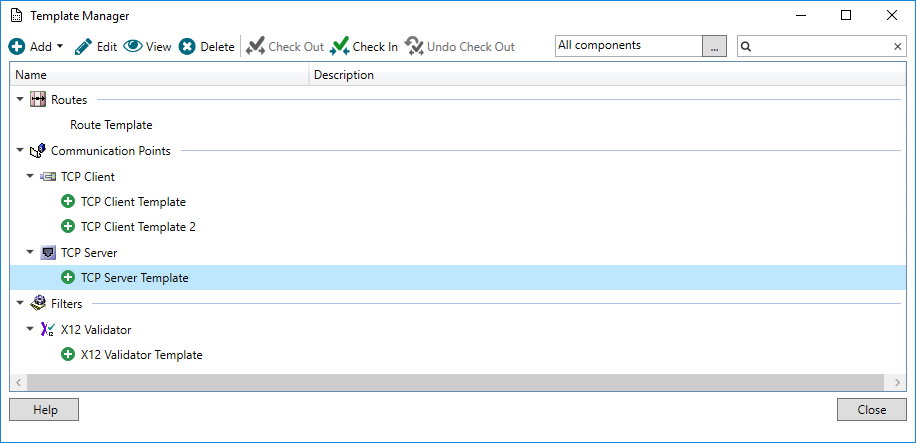 Template Manager
Add Edit View Delete Check Out Check In Undo Check Out All components ...
Name Description
Routes
Route Template
Communication Points
TCP Client
TCP Client Template
TCP Client Template 2
TCP Server
TCP Server Template
Filters
X12 Validator
X12 Validator Template
Help Close